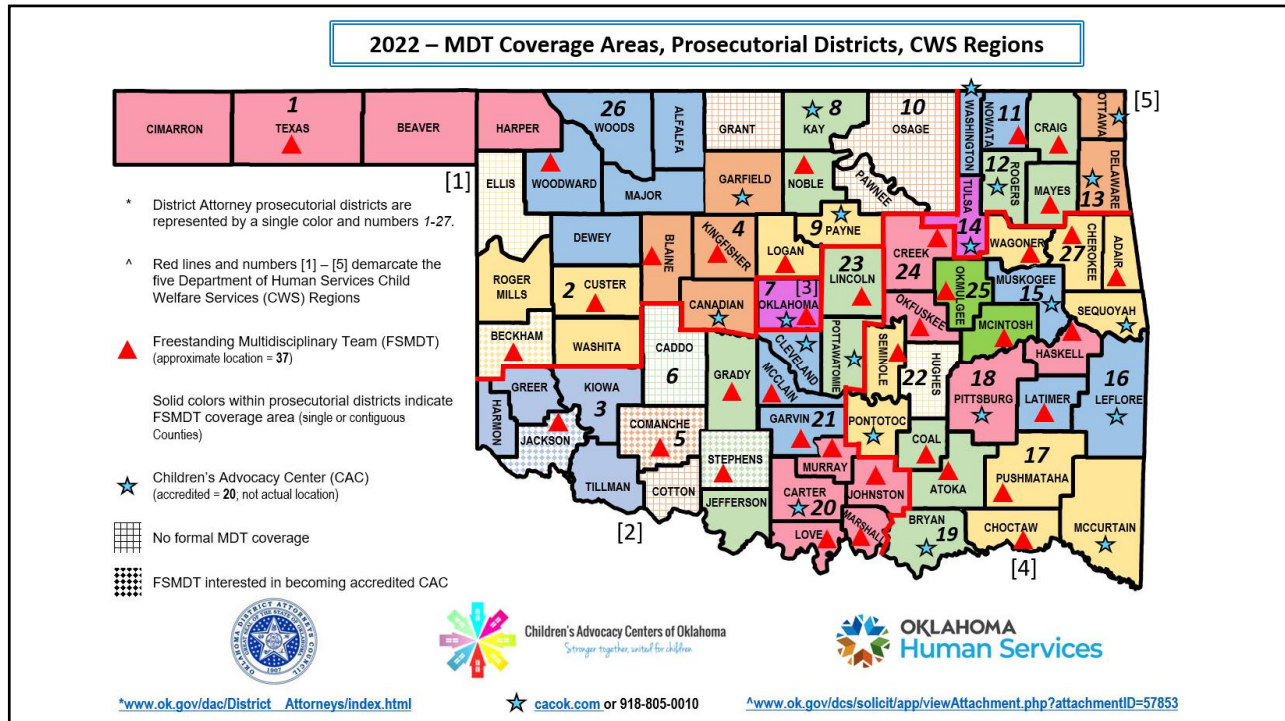 2022 – MDT Coverage Areas, Prosecutorial Districts, CWS Regions
CIMARRON
1
TEXAS
BEAVER
HARPER
26
WOODS
ALFALFA
GRANT
8
KAY
10
OSAGE
WASHINGTON
NOWATA
11
CRAIG
OTTAWA
[5]
[1]
ELLIS
WOODWARD
MAJOR
GARFIELD
NOBLE
PAWNEE
TULSA
12
ROGERS
MAYES
DELAWARE
13
* District Attorney prosecutorial districts are
represented by a single color and numbers 1-27.
DEWEY
BLAINE
KINGFISHER
4
LOGAN
9
PAYNE
CREEK
24
14
WAGONER
CHEROKEE
27
ADAIR
^ Red lines and numbers [1] – [5] demarcate the
five Department of Human Services Child
Welfare Services (CWS) Regions
ROGER
MILLS
2
CUSTER
CANADIAN
7
[3]
OKLAHOMA
23
LINCOLN
OKMULGEE
25
MUSKOGEE
15
SEQUOYAH
Freestanding Multidisciplinary Team (FSMDT)
(approximate location = 37)
BECKHAM
WASHITA
CADDO
6
GRADY
CLEVELAND
MCCLAIN
POTTAWATOMIE
SEMINOLE
OKFUSKEE
HUGHES
22
MCINTOSH
HASKELL
Solid colors within prosecutorial districts indicate
FSMDT coverage area (single or contiguous
Counties)
HARMON
GREER
KIOWA
3
JACKSON
COMANCHE
5
GARVIN
21
PONTOTOC
18
PITTSBURG
LATIMER
16
LEFLORE
Children's Advocacy Center (CAC)
(accredited = 20; not actual location)
TILLMAN
COTTON
STEPHENS
JEFFERSON
MURRAY
CARTER
20
JOHNSTON
COAL
ATOKA
17
PUSHMATAHA
No formal MDT coverage
[2]
LOVE
MARSHALL
BRYAN
19
CHOCTAW
MCCURTAIN
[4]
FSMDT interested in becoming accredited CAC
OKLAHOMA DISTRICT ATTORNEYS COUNCIL
1907
Children's Advocacy Centers of Oklahoma
Stronger together, united for children
OKLAHOMA
Human Services
*www.ok.gov/dac/District_Attorneys/index.html
cacok.com or 918-805-0010
^www.ok.gov/dcs/solicit/app/viewAttachment.php?attachmentID=57853